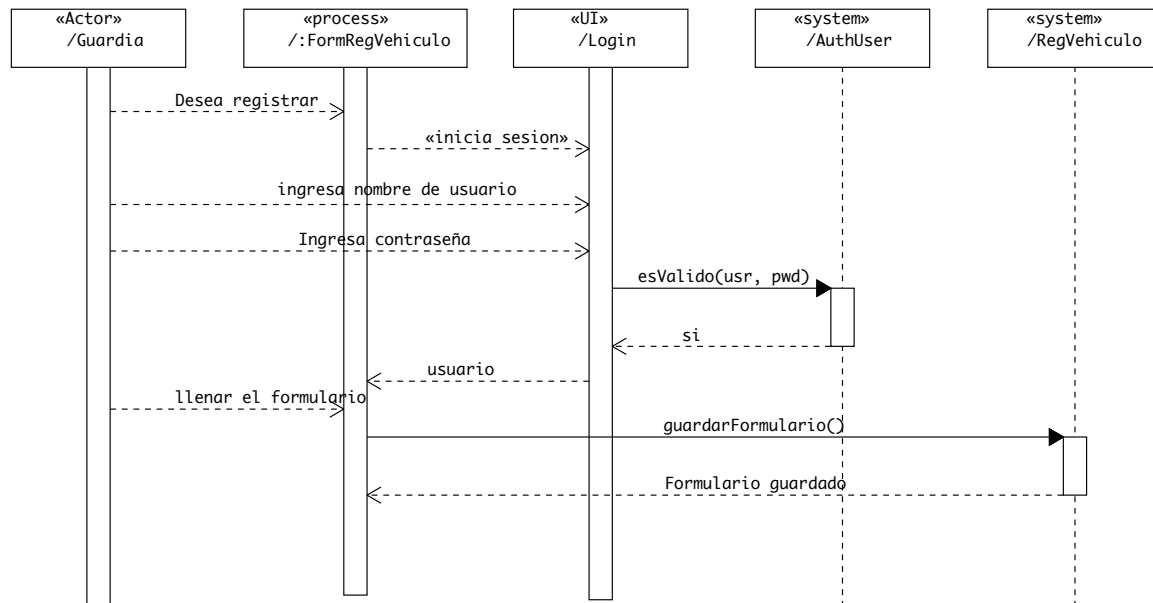 «Actor»
/Guardia
«process»
/:FormRegVehiculo
«UI»
/Login
«system»
/AuthUser
«system»
/RegVehiculo
Desea registrar
«inicia sesion»
ingresa nombre de usuario
Ingresa contraseña
esValido(usr, pwd)
si
usuario
llenar el formulario
guardarFormulario()
Formulario guardado